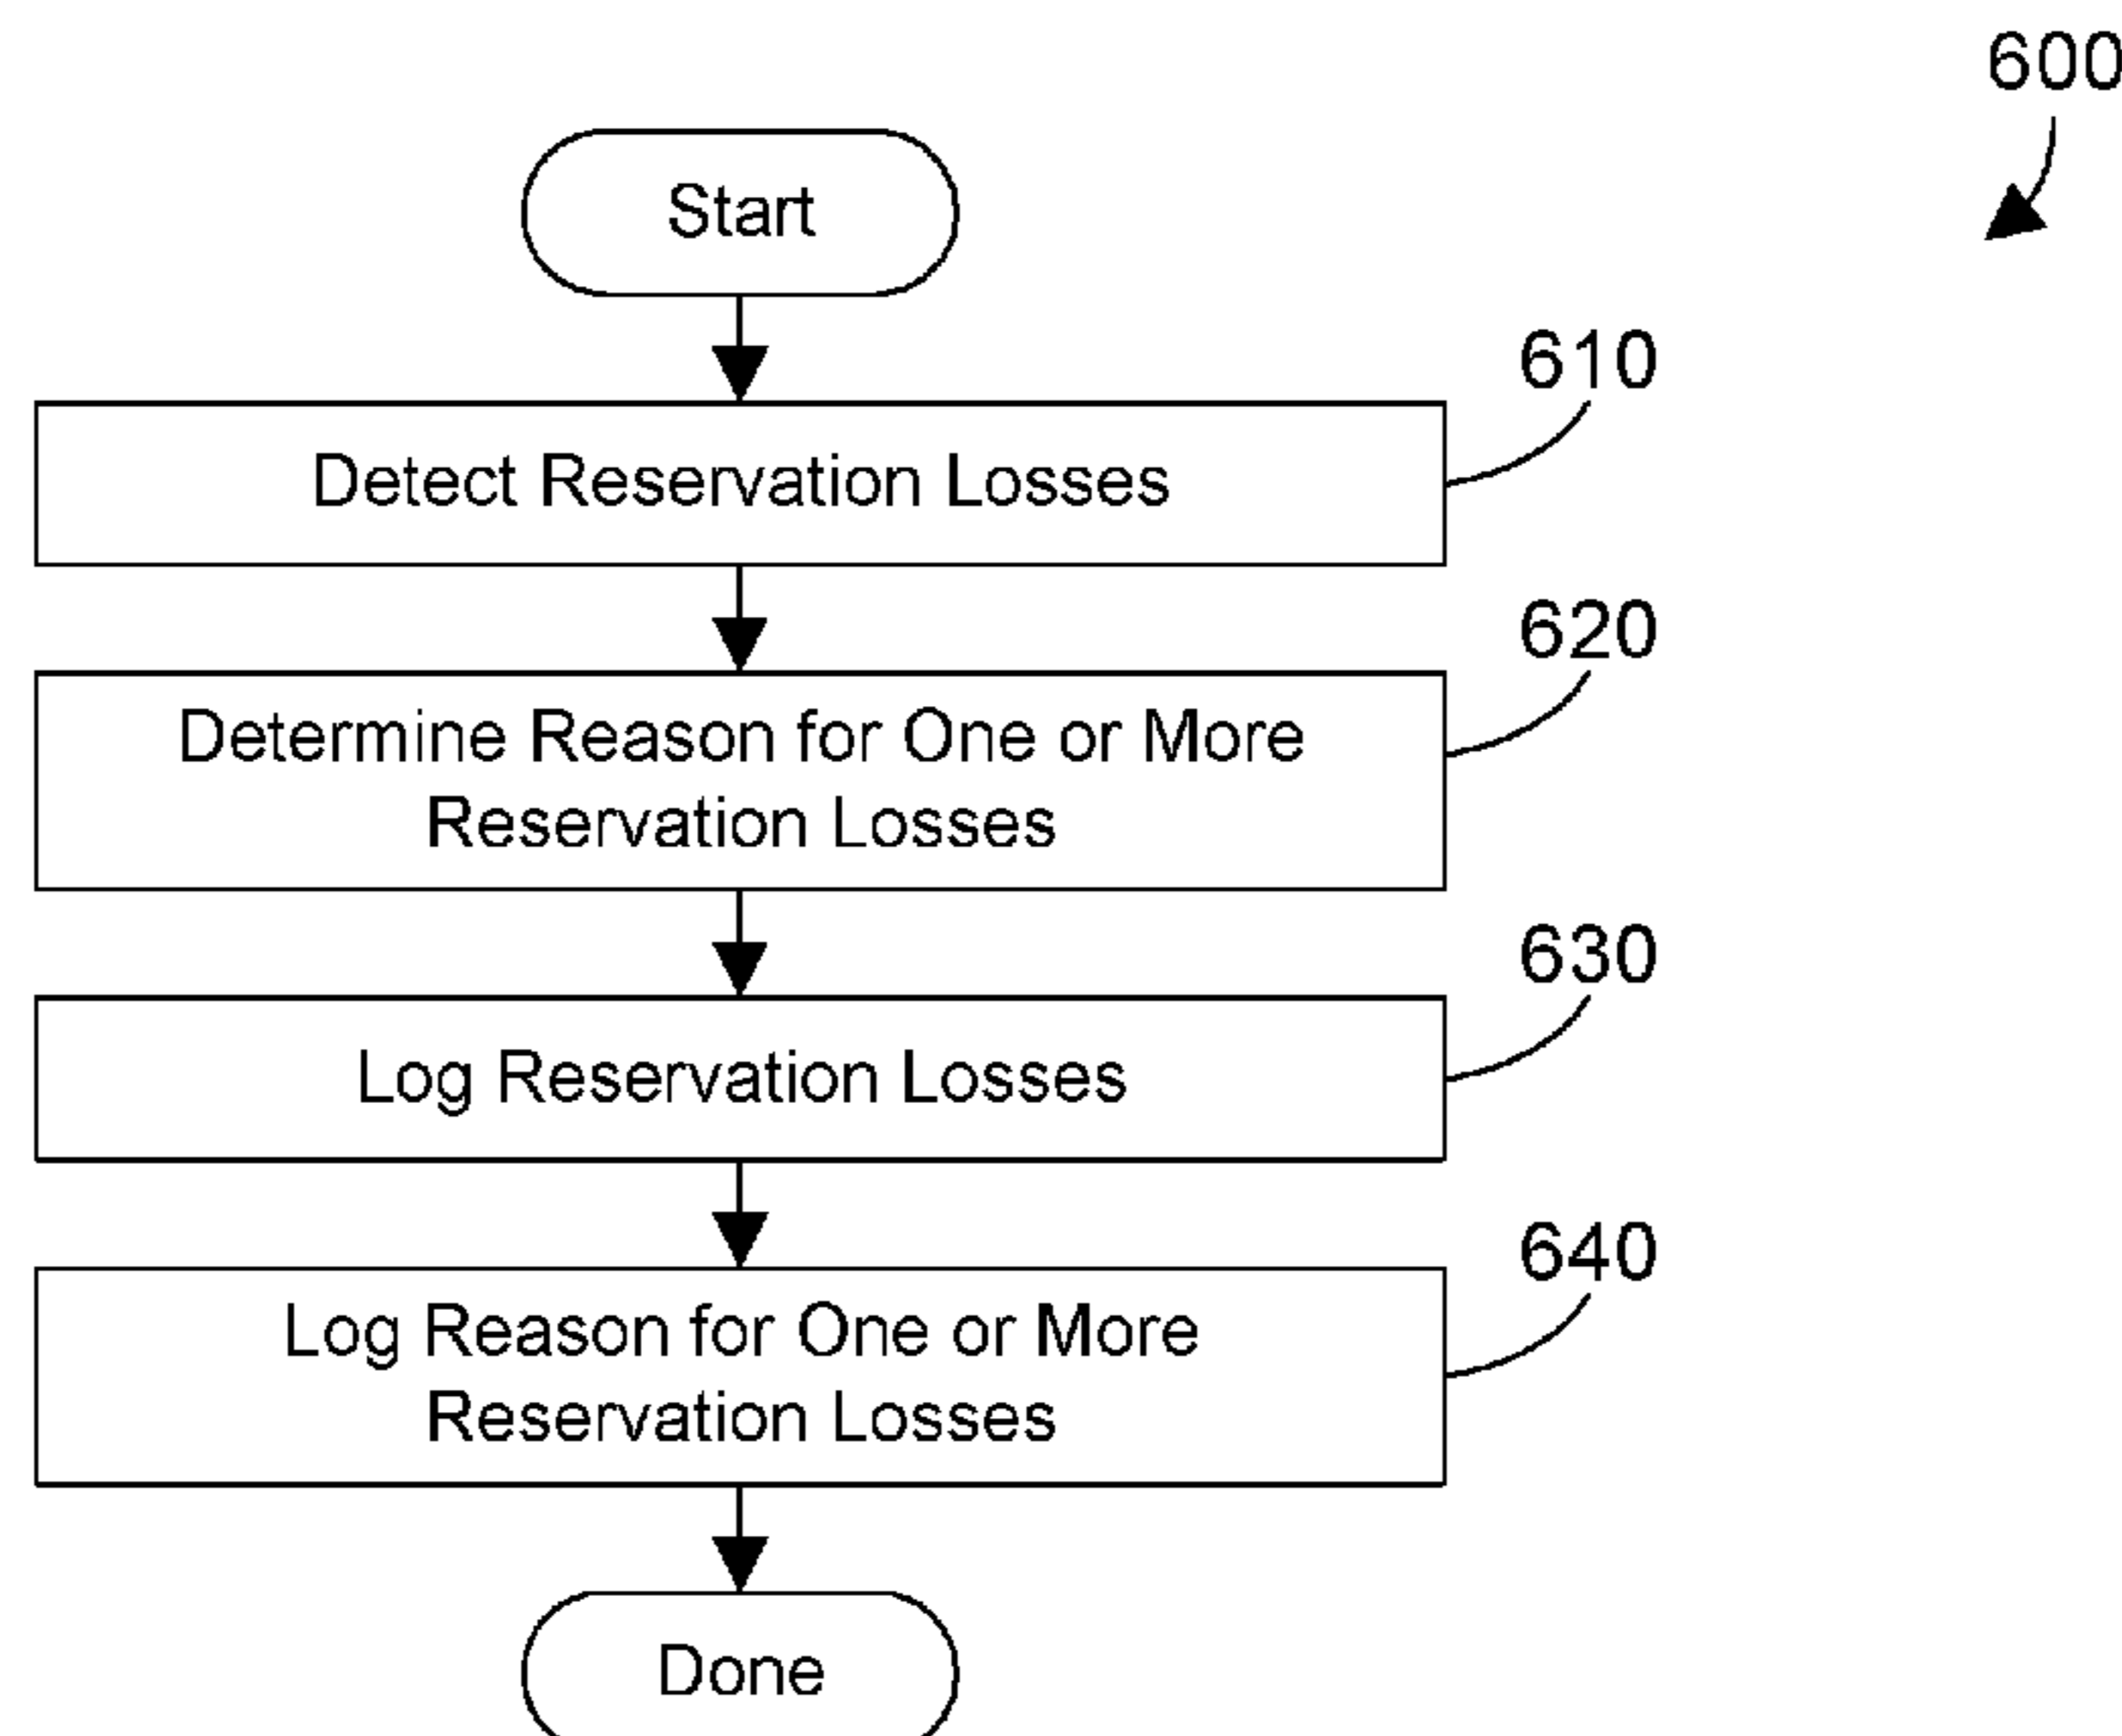 600
Start
610
Detect Reservation Losses
620
Determine Reason for One or More
Reservation Losses
630
Log Reservation Losses
640
Log Reason for One or More
Reservation Losses
Done